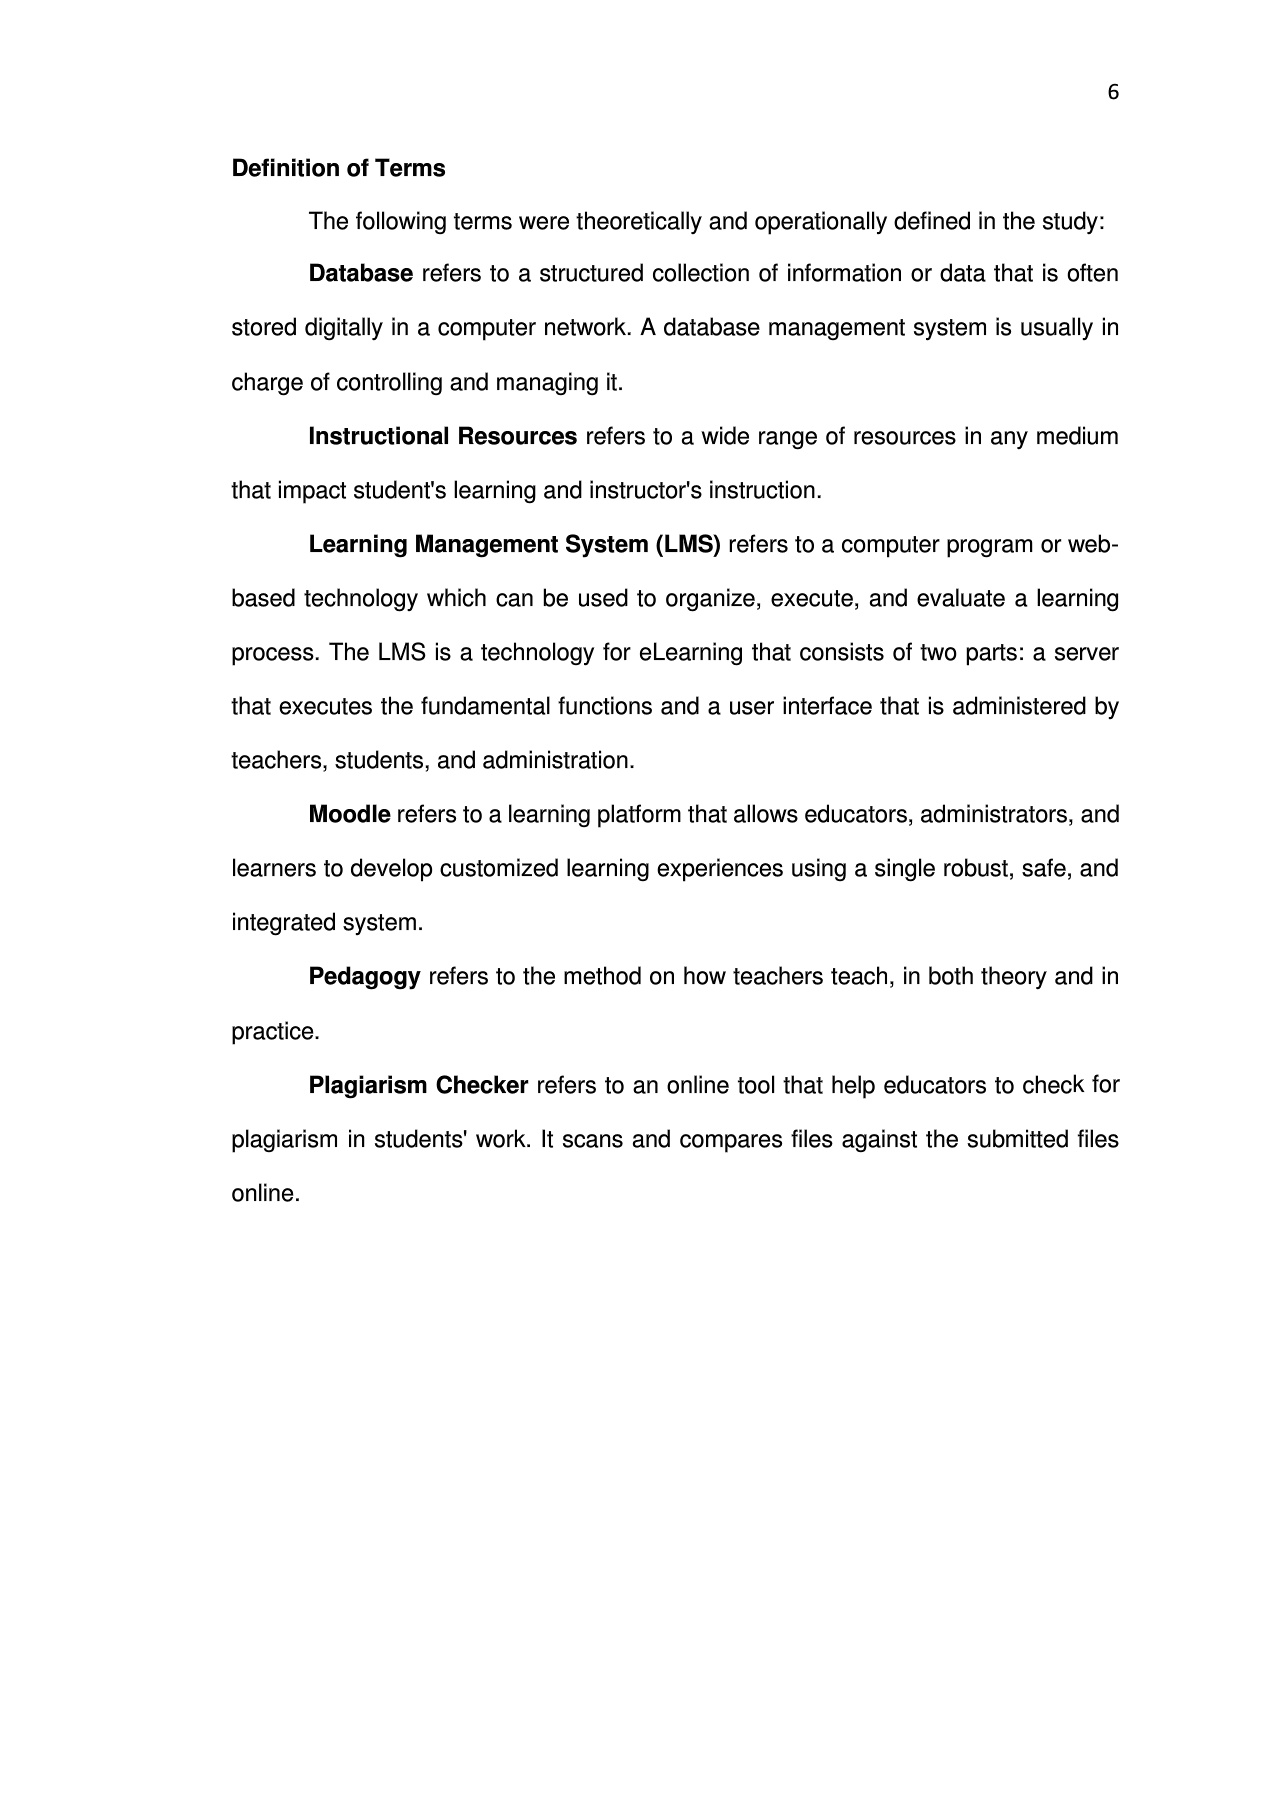 6
Definition of Terms
The following terms were theoretically and operationally defined in the study:
Database refers to a structured collection of information or data that is often
stored digitally in a computer network. A database management system is usually in
charge of controlling and managing it.
Instructional Resources refers to a wide range of resources in any medium
that impact student's learning and instructor's instruction.
Learning Management System (LMS) refers to a computer program or web-
based technology which can be used to organize, execute, and evaluate a learning
process. The LMS is a technology for eLearning that consists of two parts: a server
that executes the fundamental functions and a user interface that is administered by
teachers, students, and administration.
Moodle refers to a learning platform that allows educators, administrators, and
learners to develop customized learning experiences using a single robust, safe, and
integrated system.
Pedagogy refers to the method on how teachers teach, in both theory and in
practice.
Plagiarism Checker refers to an online tool that help educators to check for
plagiarism in students' work. It scans and compares files against the submitted files
online.